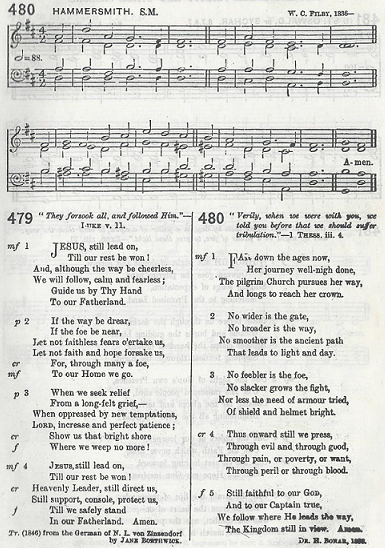 480 HAMMERSMITH. S.M. W. C. FILBY, 1835—
=88.
A-men.
479 "They forsook all, and followed Him."—
LUKE v. 11.
mf 1 JESUS, still lead on,
Till our rest be won!
And, although the way be cheerless,
We will follow, calm and fearless;
Guide us by Thy Hand
To our Fatherland.
p 2 If the way be drear,
If the foe be near,
Let not faithless fears o'ertake us,
Let not faith and hope forsake us,
cr For, through many a foe,
mf To our Home we go.
p 3 When we seek relief
From a long-felt grief,—
When oppressed by new temptations,
LORD, increase and perfect patience;
cr Show us that bright shore
f Where we weep no more!
mf 4 JESUS, still lead on,
Till our rest be won!
cr Heavenly Leader, still direct us,
Still support, console, protect us,
f Till we safely stand
In our Fatherland. Amen.
Tr. (1846) from the German of N. L. von Zinzendorf
by JANE BORTHWICK.
480 "Verily, when we were with you, we
told you before that we should suffer
tribulation."—1 THESS. iii. 4.
mf 1 FAR down the ages now,
Her journey well-nigh done,
The pilgrim Church pursues her way,
And longs to reach her crown.
2 No wider is the gate,
No broader is the way,
No smoother is the ancient path
That leads to light and day.
3 No feebler is the foe,
No slacker grows the fight,
Nor less the need of armour tried,
Of shield and helmet bright.
cr 4 Thus onward still we press,
Through evil and through good,
Through pain, or poverty, or want,
Through peril or through blood.
f 5 Still faithful to our GOD,
And to our Captain true,
We follow where He leads the way,
The Kingdom still in view. Amen.
DR. H. BONAR,